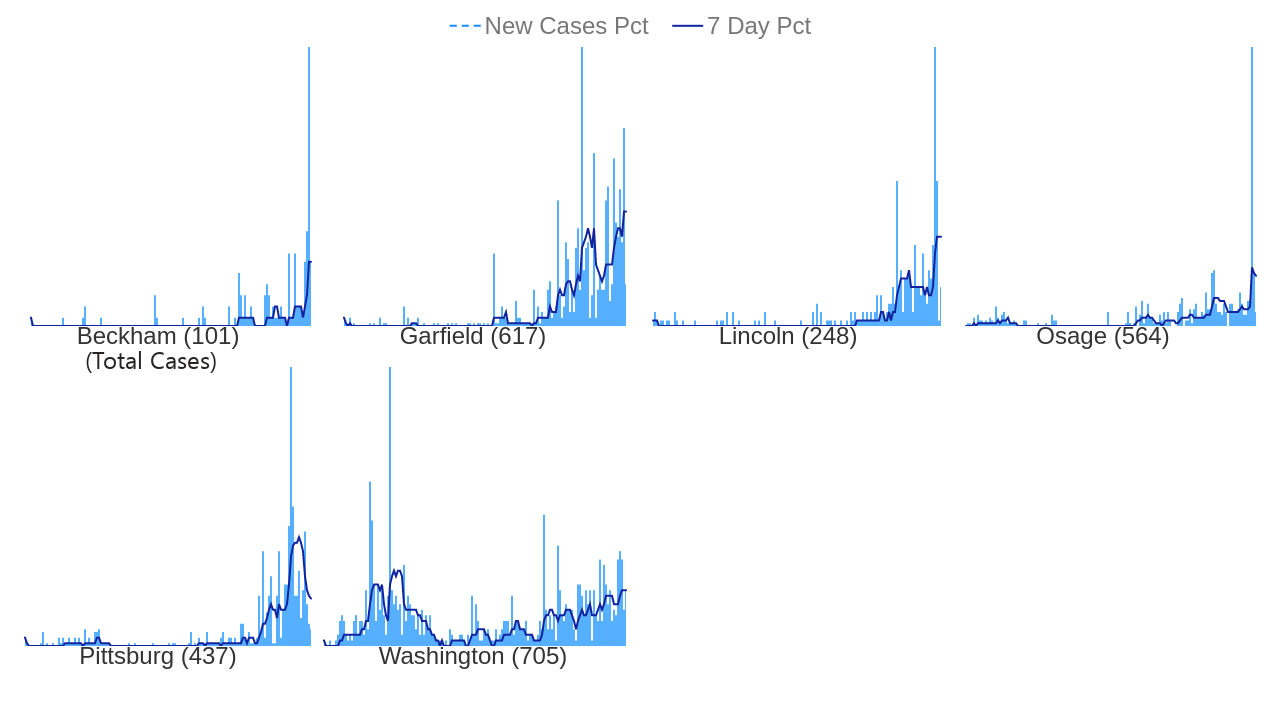 New Cases Pct 7 Day Pct
Beckham (101) Garfield (617) Lincoln (248) Osage (564)
(Total Cases)
Pittsburg (437) Washington (705)